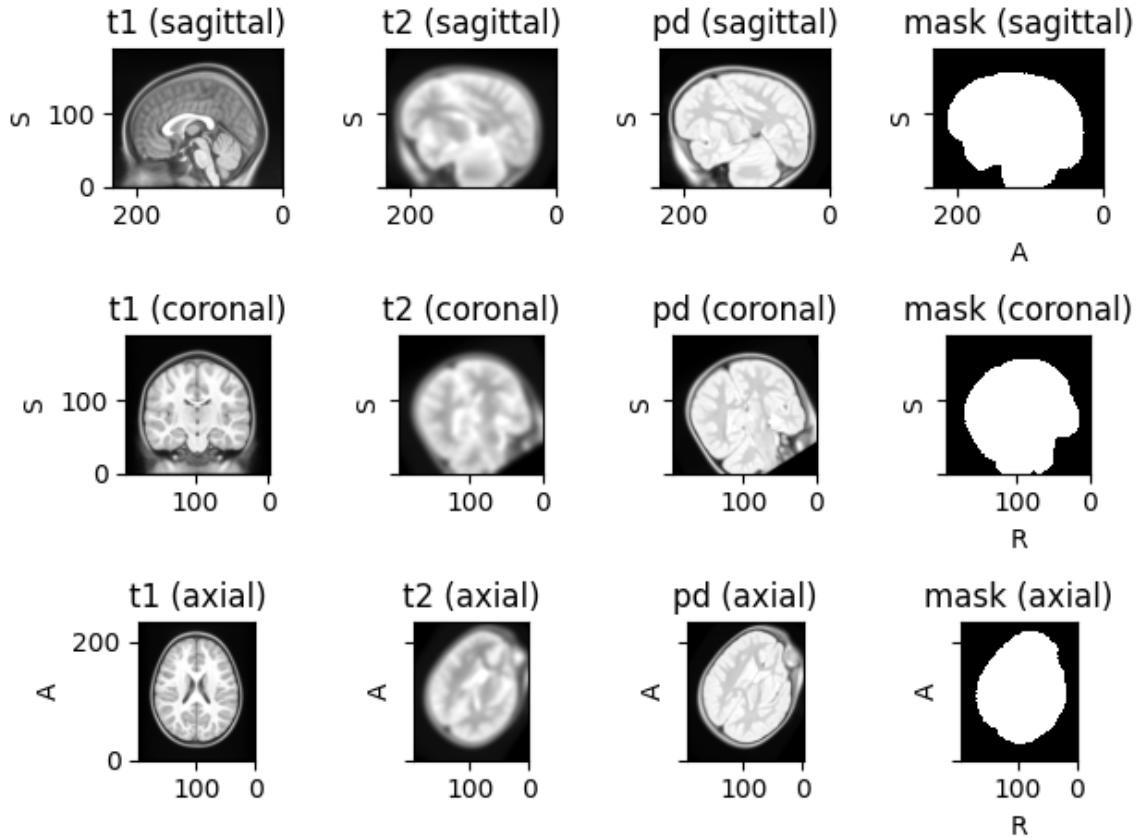 t1 (sagittal) t2 (sagittal) pd (sagittal) mask (sagittal)
S 100 S S S
0
200 0 200 0 200 0 200 0
A
t1 (coronal) t2 (coronal) pd (coronal) mask (coronal)
S 100 S S S
0
100 0 100 0 100 0 100 0
R
t1 (axial) t2 (axial) pd (axial) mask (axial)
200
A A A A
0
100 0 100 0 100 0 100 0
R